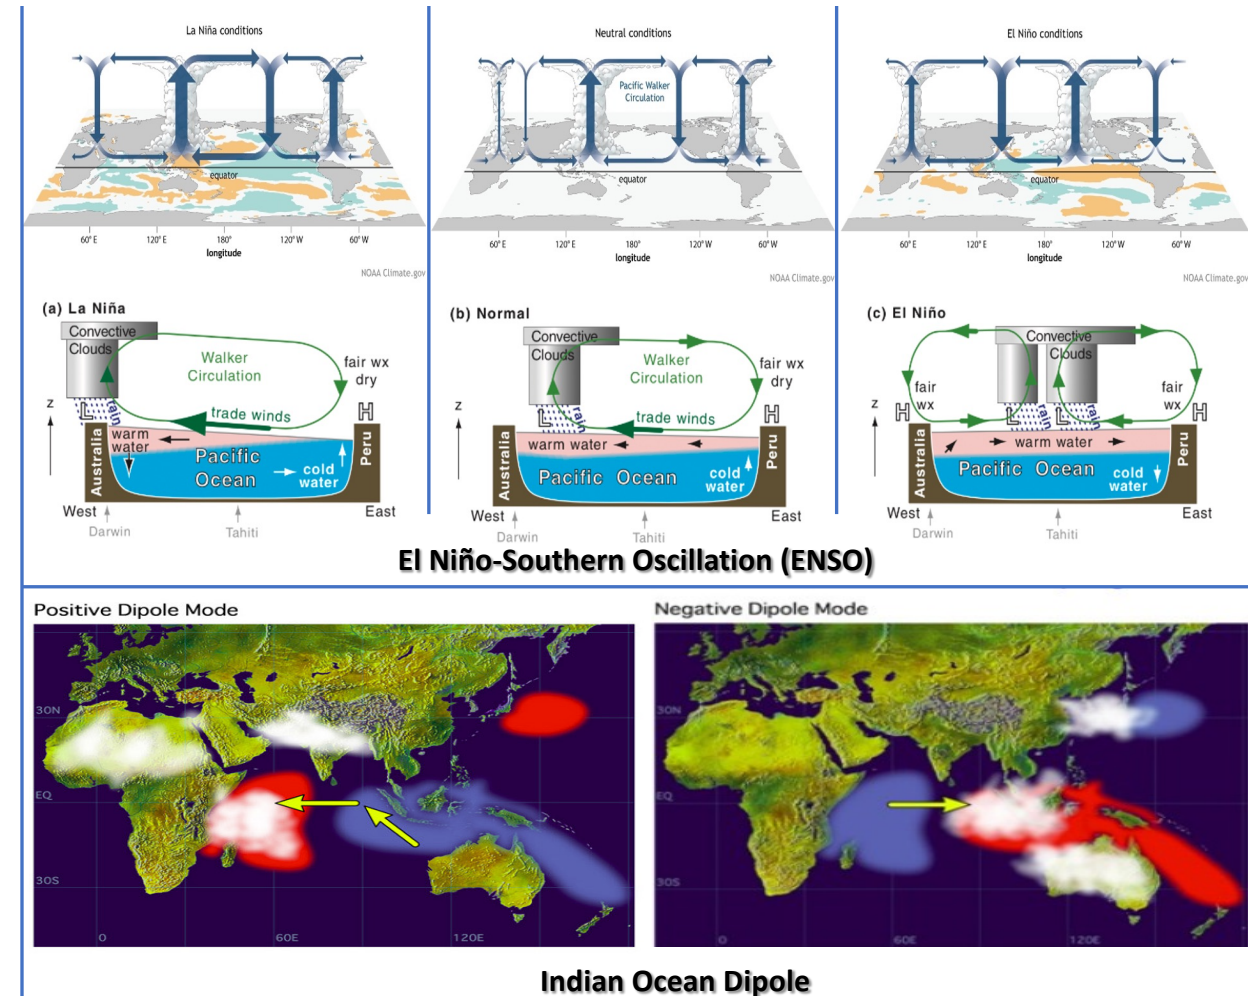 La Niña conditions
equator
60°E 120°E 180° 120°W 60°W
longitude
NOAA Climate.gov
Neutral conditions
Pacific Walker
Circulation
equator
60°E 120°E 180° 120°W 60°W
longitude
NOAA Climate.gov
El Niño conditions
equator
60°E 120°E 180° 120°W 60°W
longitude
NOAA Climate.gov
(a) La Niña
Convective
Clouds
Walker
Circulation
fair wx
dry
z
L
rain
trade winds
H
warm
water
Australia
Pacific
Ocean
cold
water
Peru
West
East
Darwin
Tahiti
(b) Normal
Convective
Clouds
Walker
Circulation
fair wx
dry
z
L
rain
trade winds
H
warm water
Australia
Pacific Ocean
cold
water
Peru
West
East
Darwin
Tahiti
(c) El Niño
Convective
Clouds
fair
wx
fair
wx
z
H
L
rain
L
rain
H
warm water
Australia
Pacific Ocean
cold
water
Peru
West
East
Darwin
Tahiti
El Niño-Southern Oscillation (ENSO)
Positive Dipole Mode
30N
EQ
30S
0 60E 120E
Negative Dipole Mode
30N
EQ
30S
0 60E 120E
Indian Ocean Dipole